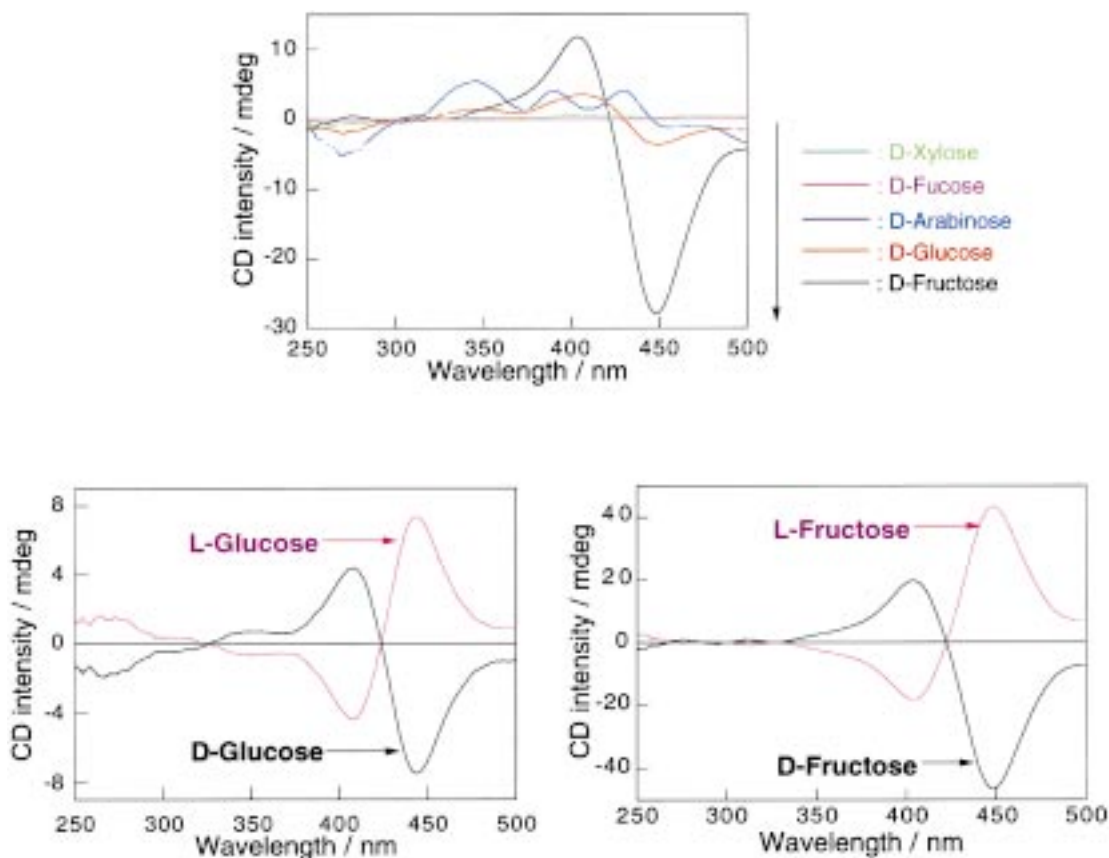 CD intensity / mdeg
10
0
-10
-20
-30
250 300 350 400 450 500
Wavelength / nm
: D-Xylose
: D-Fucose
: D-Arabinose
: D-Glucose
: D-Fructose
CD intensity / mdeg
8
4
0
-4
-8
L-Glucose
D-Glucose
250 300 350 400 450 500
Wavelength / nm
CD intensity / mdeg
40
20
0
-20
-40
L-Fructose
D-Fructose
250 300 350 400 450 500
Wavelength / nm